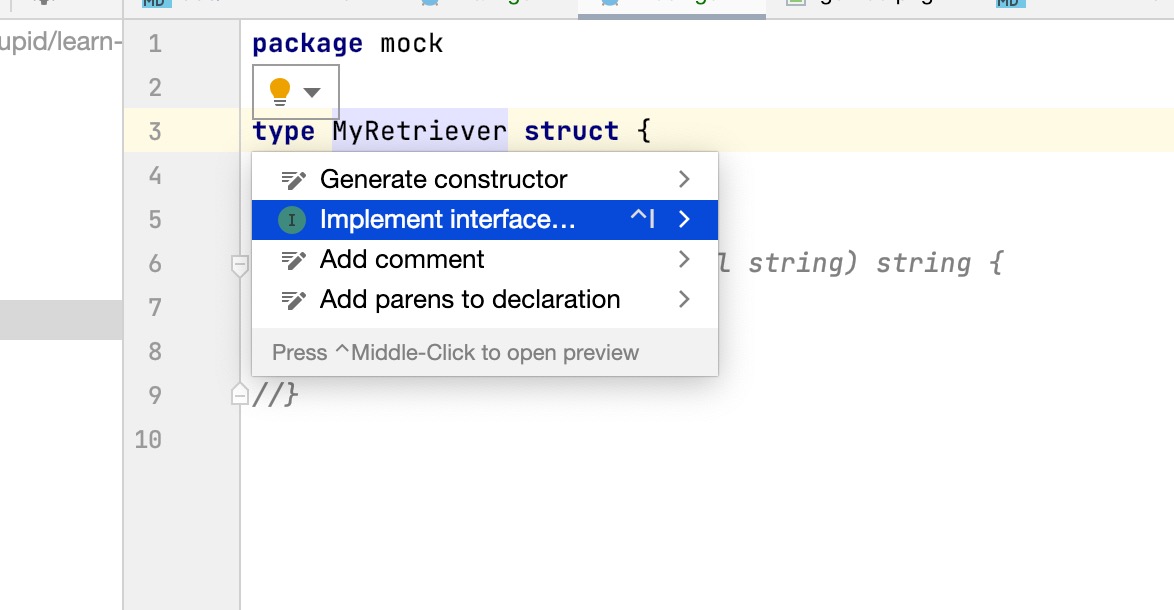 MD
MD
upid/learn-
1 package mock
2
3 type MyRetriever struct {
4 Generate constructor
5 Implement interface... ^I
6 Add comment l string) string {
7 Add parens to declaration
8 Press ^Middle-Click to open preview
9 //}
10